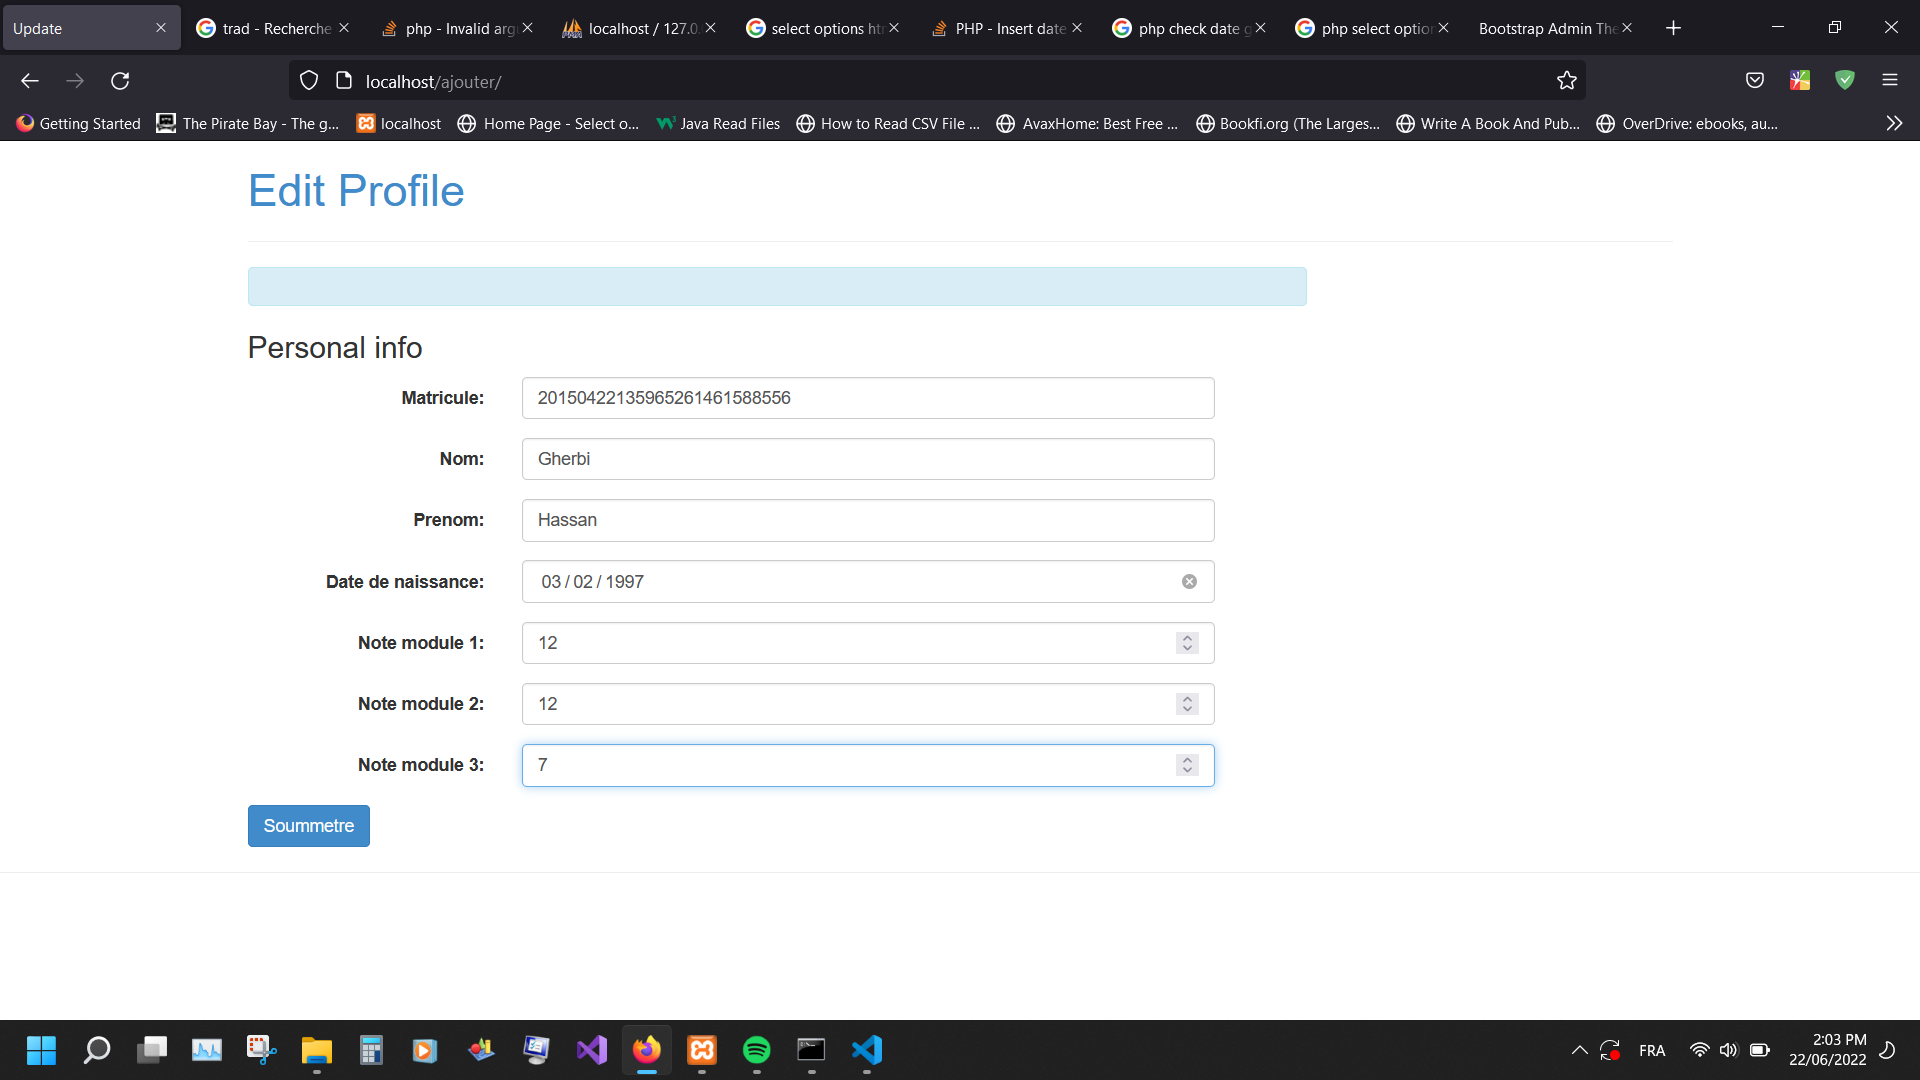 Update
trad - Recherche
php - Invalid arg
localhost / 127.0.
select options ht
PHP - Insert date
php check date g
php select option
Bootstrap Admin The
localhost/ajouter/
Getting Started
The Pirate Bay - The g...
localhost
Home Page - Select o...
Java Read Files
How to Read CSV File ...
AvaxHome: Best Free ...
Bookfi.org (The Larges...
Write A Book And Pub...
OverDrive: ebooks, au...
Edit Profile
Personal info
Matricule: 20150422135965261461588556
Nom: Gherbi
Prenom: Hassan
Date de naissance: 03 / 02 / 1997
Note module 1: 12
Note module 2: 12
Note module 3: 7
Soummetre
FRA
2:03 PM
22/06/2022